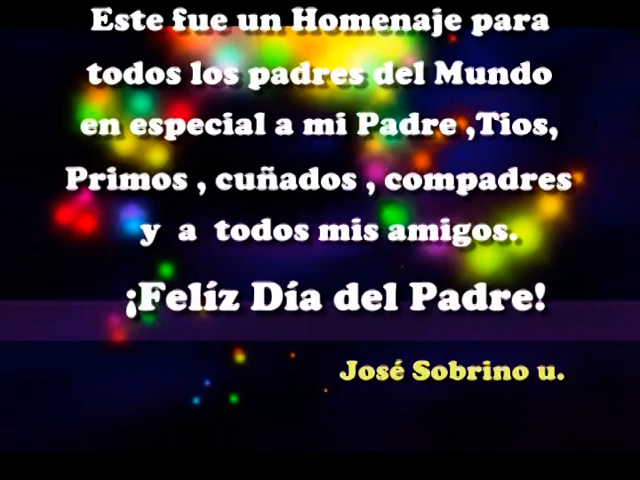 Este fue un Homenaje para
todos los padres del Mundo
en especial a mi Padre ,Tios,
Primos , cuñados , compadres
y a todos mis amigos.
¡Felíz Día del Padre!
José Sobrino u.